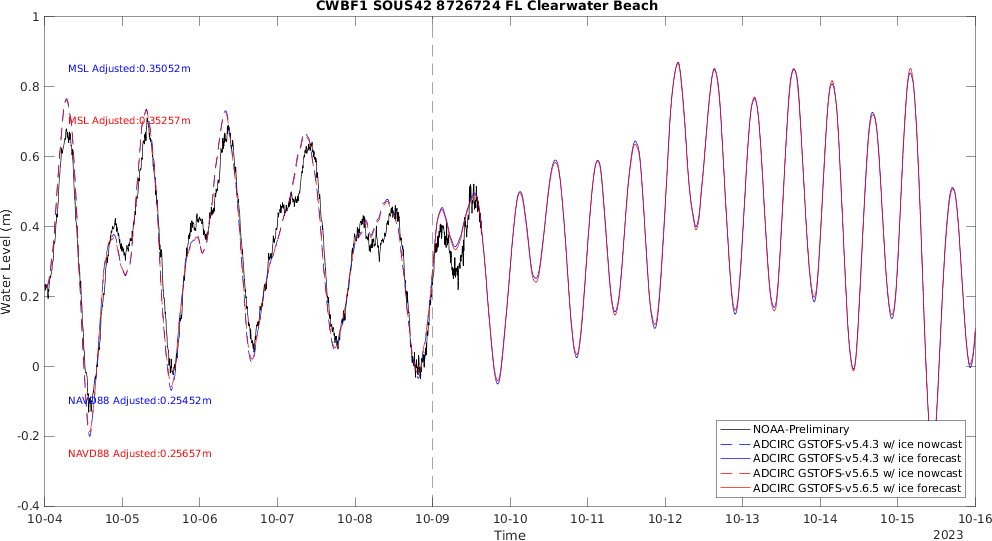 CWBF1 SOUS42 8726724 FL Clearwater Beach
1
0.8
0.6
0.4
0.2
0
-0.2
-0.4
Water Level (m)
MSL Adjusted:0.35052m
MSL Adjusted:0.35257m
NAVD88 Adjusted:0.25452m
NAVD88 Adjusted:0.25657m
NOAA-Preliminary
ADCIRC GSTOFS-v5.4.3 w/ ice nowcast
ADCIRC GSTOFS-v5.4.3 w/ ice forecast
ADCIRC GSTOFS-v5.6.5 w/ ice nowcast
ADCIRC GSTOFS-v5.6.5 w/ ice forecast
10-04 10-05 10-06 10-07 10-08 10-09 10-10 10-11 10-12 10-13 10-14 10-15 10-16
Time
2023